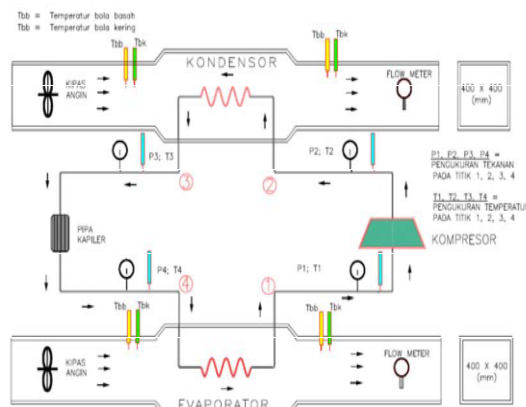 Tbb = Temperatur bola basah
Tbb = Temperatur bola kering
Tbb Tbk
KONDENSOR
Tbb Tbk
KIPAS
ANGIN
FLOW METER
400 X 400
(mm)
P3; T3
P2; T2
③
②
P1, P2, P3, P4 =
PENGUKURAN TEKANAN
PADA TITIK 1, 2, 3, 4
T1, T2, T3, T4 =
PENGUKURAN TEMPERATU
PADA TITIK 1, 2, 3, 4
PIPA
KAPILER
KOMPRESOR
P4; T4
P1; T1
④
①
Tbb Tbk
Tbb Tbk
KIPAS
ANGIN
FLOW METER
400 X 400
(mm)
EVAPORATOR